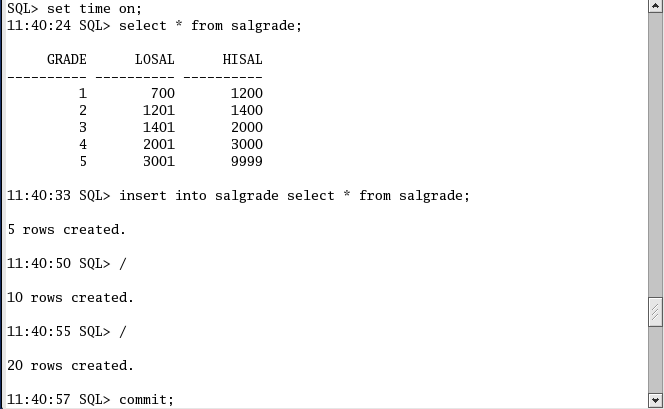 SQL> set time on;
11:40:24 SQL> select * from salgrade;
GRADE LOSAL HISAL
---------- ---------- ----------
1 700 1200
2 1201 1400
3 1401 2000
4 2001 3000
5 3001 9999
11:40:33 SQL> insert into salgrade select * from salgrade;
5 rows created.
11:40:50 SQL> /
10 rows created.
11:40:55 SQL> /
20 rows created.
11:40:57 SQL> commit;